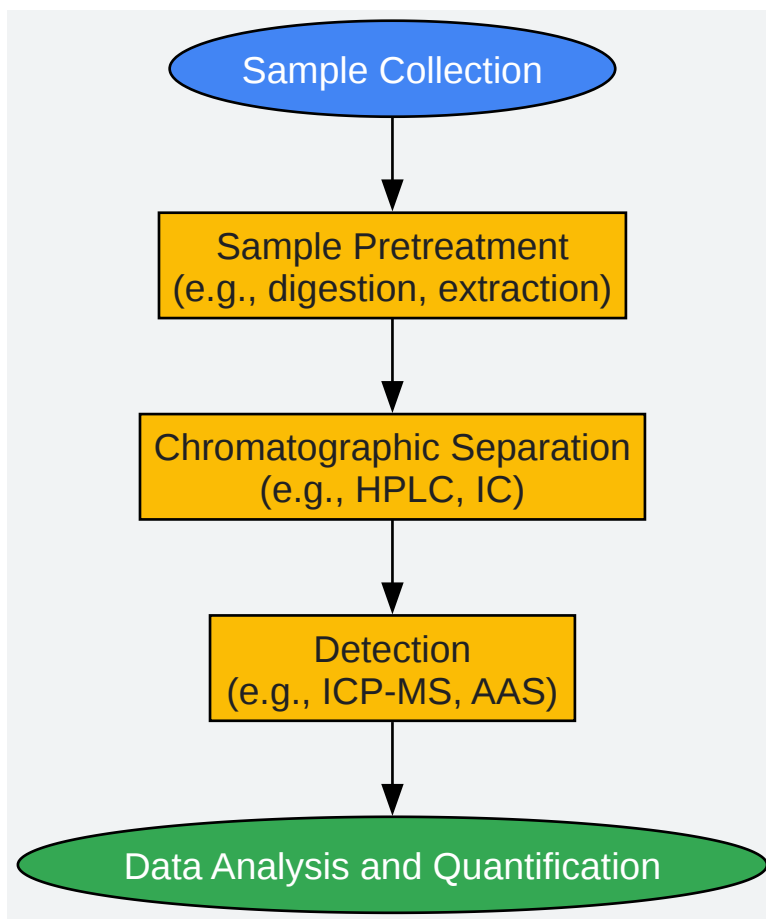 Sample Collection
Sample Pretreatment
(e.g., digestion, extraction)
Chromatographic Separation
(e.g., HPLC, IC)
Detection
(e.g., ICP-MS, AAS)
Data Analysis and Quantification